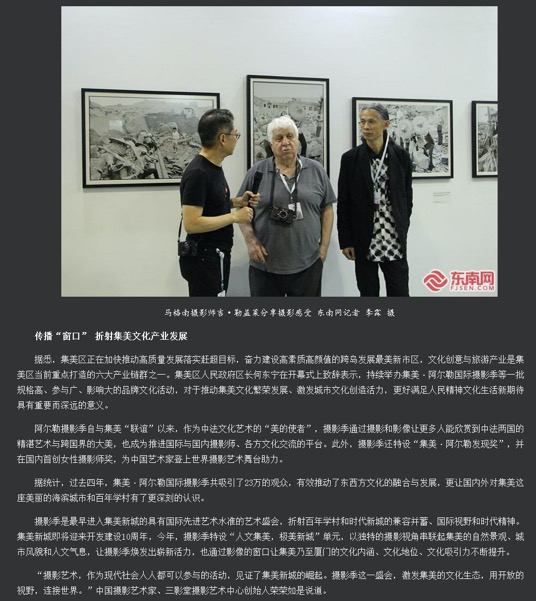 东南网
FJSEN.COM
马格南摄影师吉·勒盖莱分享摄影感受 东南网记者 李霖 摄
传播“窗口” 折射集美文化产业发展
据悉，集美区正在加快推动高质量发展落实赶超目标，奋力建设高素质高颜值的跨岛发展最美新市区，文化创意与旅游产业是集
美区当前重点打造的六大产业链群之一。集美区人民政府区长何东宁在开幕式上致辞表示，持续举办集美·阿尔勒国际摄影季等一批
规格高、参与广、影响大的品牌文化活动，对于推动集美文化繁荣发展、激发城市文化创造活力，更好满足人民精神文化生活新期待
具有重要而深远的意义。
阿尔勒摄影季自与集美“联谊”以来，作为中法文化艺术的“美的使者”，摄影季通过摄影和影像让更多人能欣赏到中法两国的
精湛艺术与跨国界的大美，也成为推进国际与国内摄影师、各方文化交流的平台。此外，摄影季还特设“集美·阿尔勒发现奖”，并
在国内首创女性摄影师奖，为中国艺术家登上世界摄影艺术舞台助力。
据统计，过去四年，集美·阿尔勒国际摄影季共吸引了23万的观众，有效推动了东西方文化的融合与发展，更让国内外对集美这
座美丽的海滨城市和百年学村有了更深新的认识。
摄影季是最早进入集美新城的具有国际先进艺术水准的艺术盛会，折射百年学村和时代新城的兼容并蓄、国际视野和时代精神。
集美新城即将迎来开发建设10周年，今年，摄影季特设“人文集美，极美新城”单元，以独特的摄影视角串联起集美的自然景观、城
市风貌和人文气息，让摄影季焕发出崭新活力，也通过影像的窗口让集美乃至厦门的文化内涵、文化地位、文化吸引力不断提升。
“摄影艺术，作为现代社会人人都可以参与的活动，见证了集美新城的崛起。摄影季这一盛会，激发集美的文化生态，用开放的
视野，连接世界。”中国摄影艺术家、三影堂摄影艺术中心创始人荣荣如是说道。